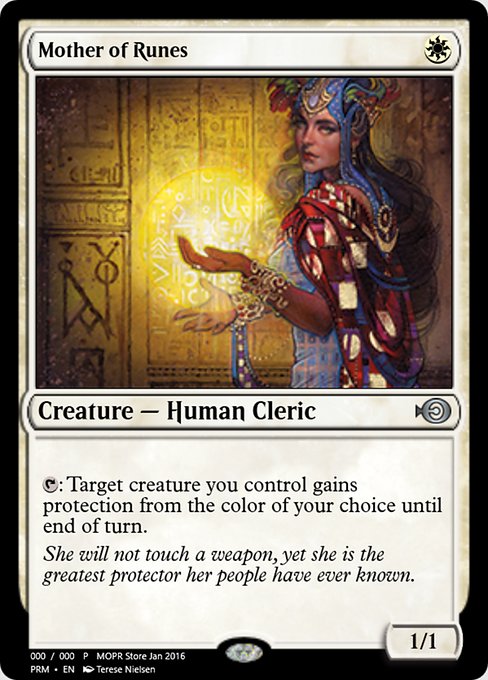 Mother of Runes
Creature — Human Cleric
: Target creature you control gains
protection from the color of your choice until
end of turn.
She will not touch a weapon, yet she is the
greatest protector her people have ever known.
1/1
000 / 000 P MOPR Store Jan 2016
PRM • EN Terese Nielsen